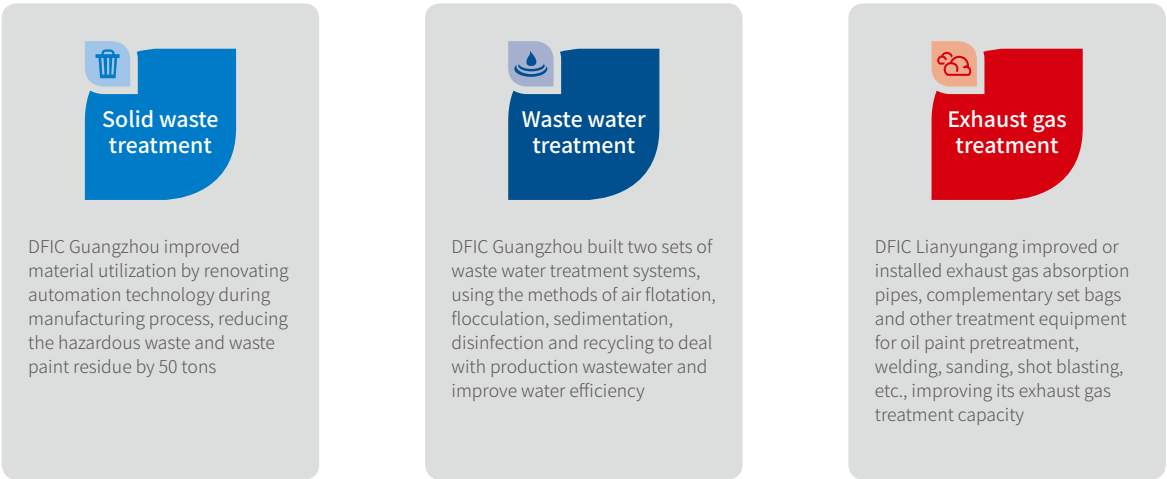 Solid waste
treatment
DFIC Guangzhou improved
material utilization by renovating
automation technology during
manufacturing process, reducing
the hazardous waste and waste
paint residue by 50 tons
Waste water
treatment
DFIC Guangzhou built two sets of
waste water treatment systems,
using the methods of air flotation,
flocculation, sedimentation,
disinfection and recycling to deal
with production wastewater and
improve water efficiency
Exhaust gas
treatment
DFIC Lianyungang improved or
installed exhaust gas absorption
pipes, complementary set bags
and other treatment equipment
for oil paint pretreatment,
welding, sanding, shot blasting,
etc., improving its exhaust gas
treatment capacity